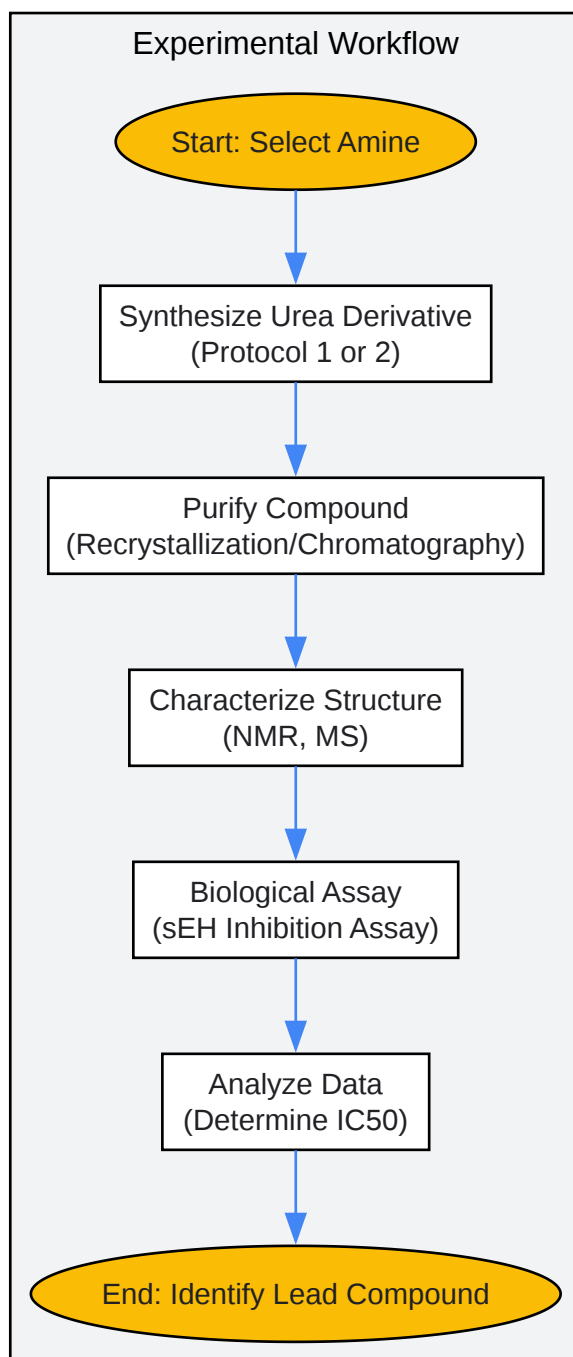 Experimental Workflow
Start: Select Amine
Synthesize Urea Derivative
(Protocol 1 or 2)
Purify Compound
(Recrystallization/Chromatography)
Characterize Structure
(NMR, MS)
Biological Assay
(sEH Inhibition Assay)
Analyze Data
(Determine IC50)
End: Identify Lead Compound